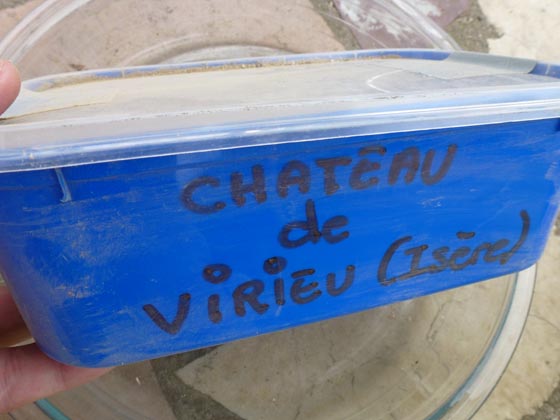 CHATEAU
de
ViRiEU (Isère)